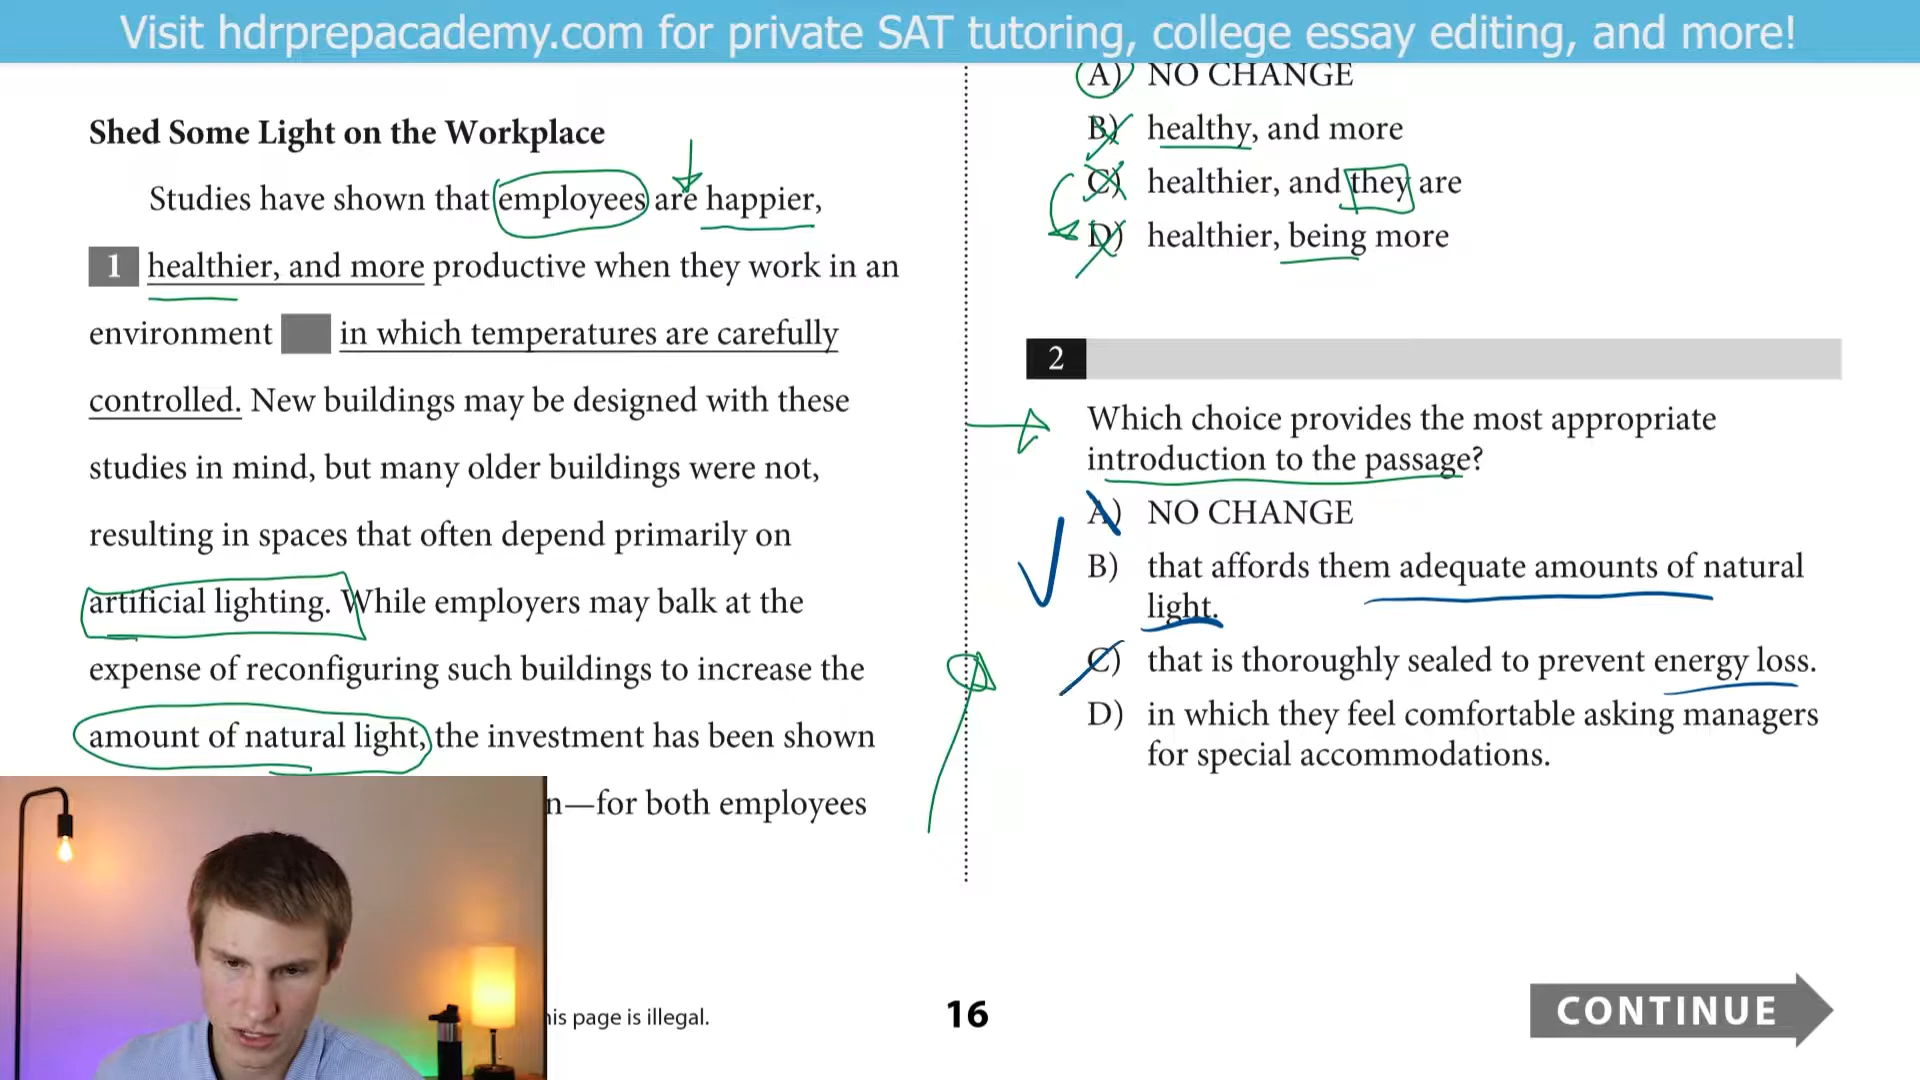 Visit hdrprepacademy.com for private SAT tutoring, college essay editing, and more!
Shed Some Light on the Workplace
Studies have shown that employees are happier,
1 healthier, and more productive when they work in an
environment in which temperatures are carefully
controlled. New buildings may be designed with these
studies in mind, but many older buildings were not,
resulting in spaces that often depend primarily on
artificial lighting. While employers may balk at the
expense of reconfiguring such buildings to increase the
amount of natural light, the investment has been shown
n—for both employees
his page is illegal.
16
A) NO CHANGE
B) healthy, and more
C) healthier, and they are
D) healthier, being more
2
Which choice provides the most appropriate
introduction to the passage?
A) NO CHANGE
B) that affords them adequate amounts of natural
light.
C) that is thoroughly sealed to prevent energy loss.
D) in which they feel comfortable asking managers
for special accommodations.
CONTINUE